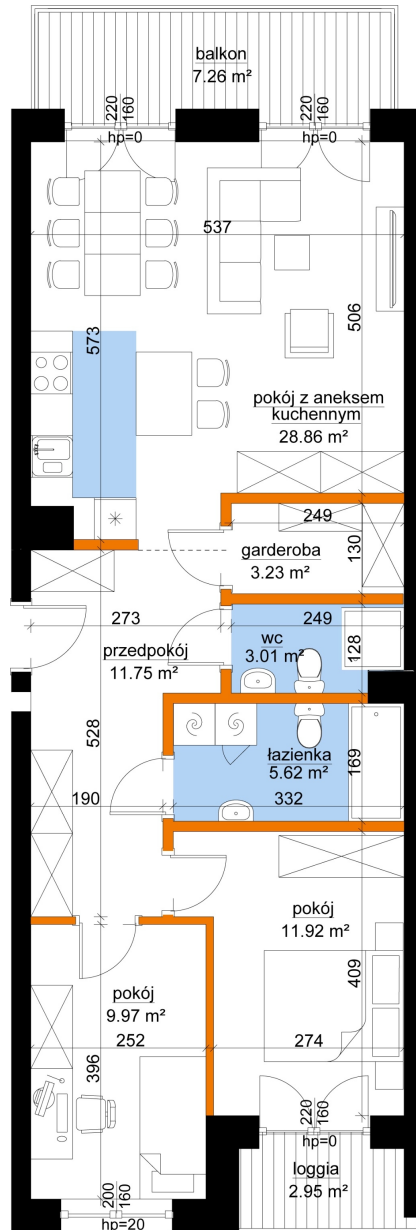 balkon
7.26 m²
220
160
hp=0
220
160
hp=0
537
573
506
pokój z aneksem
kuchennym
28.86 m²
249
garderoba
3.23 m²
130
273
249
przedpokój
11.75 m²
wc
3.01 m²
128
528
łazienka
5.62 m²
169
190
332
pokój
11.92 m²
409
pokój
9.97 m²
252
274
396
220
160
hp=0
loggia
2.95 m²
200
160
hp=20